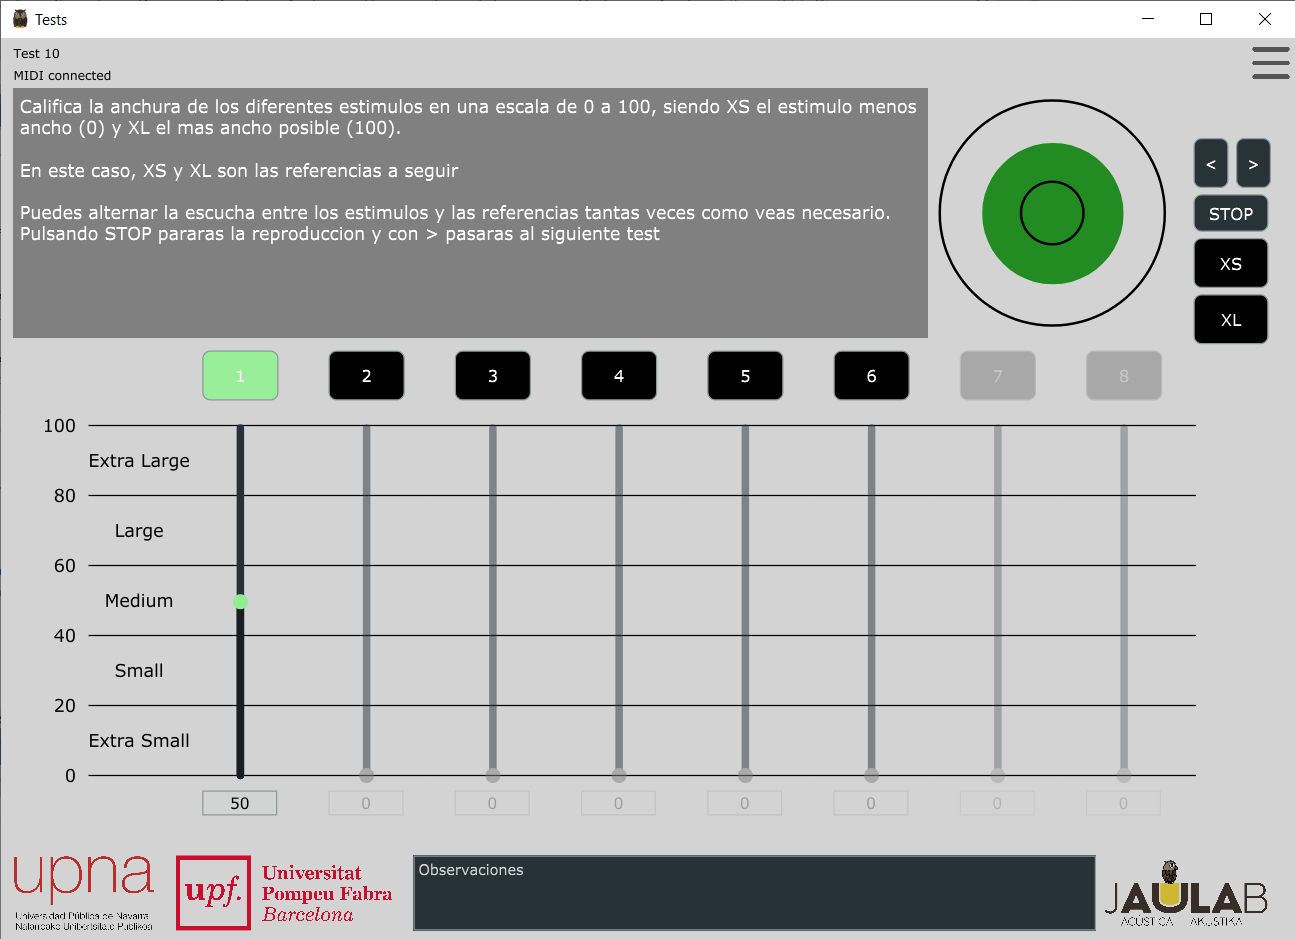 Tests
Test 10
MIDI connected
Califica la anchura de los diferentes estimulos en una escala de 0 a 100, siendo XS el estimulo menos
ancho (0) y XL el mas ancho posible (100).
En este caso, XS y XL son las referencias a seguir
Puedes alternar la escucha entre los estimulos y las referencias tantas veces como veas necesario.
Pulsando STOP pararas la reproduccion y con > pasaras al siguiente test
< >
STOP
XS
XL
1 2 3 4 5 6 7 8
100
Extra Large
80
Large
60
Medium
40
Small
20
Extra Small
0
50 0 0 0 0 0 0 0
upna
Universidad Pública de Navarra
Nafarroako Unibertsitate Publikoa
upf.
Universitat
Pompeu Fabra
Barcelona
Observaciones
JAULAB
ACÚSTICA AKUSTIKA